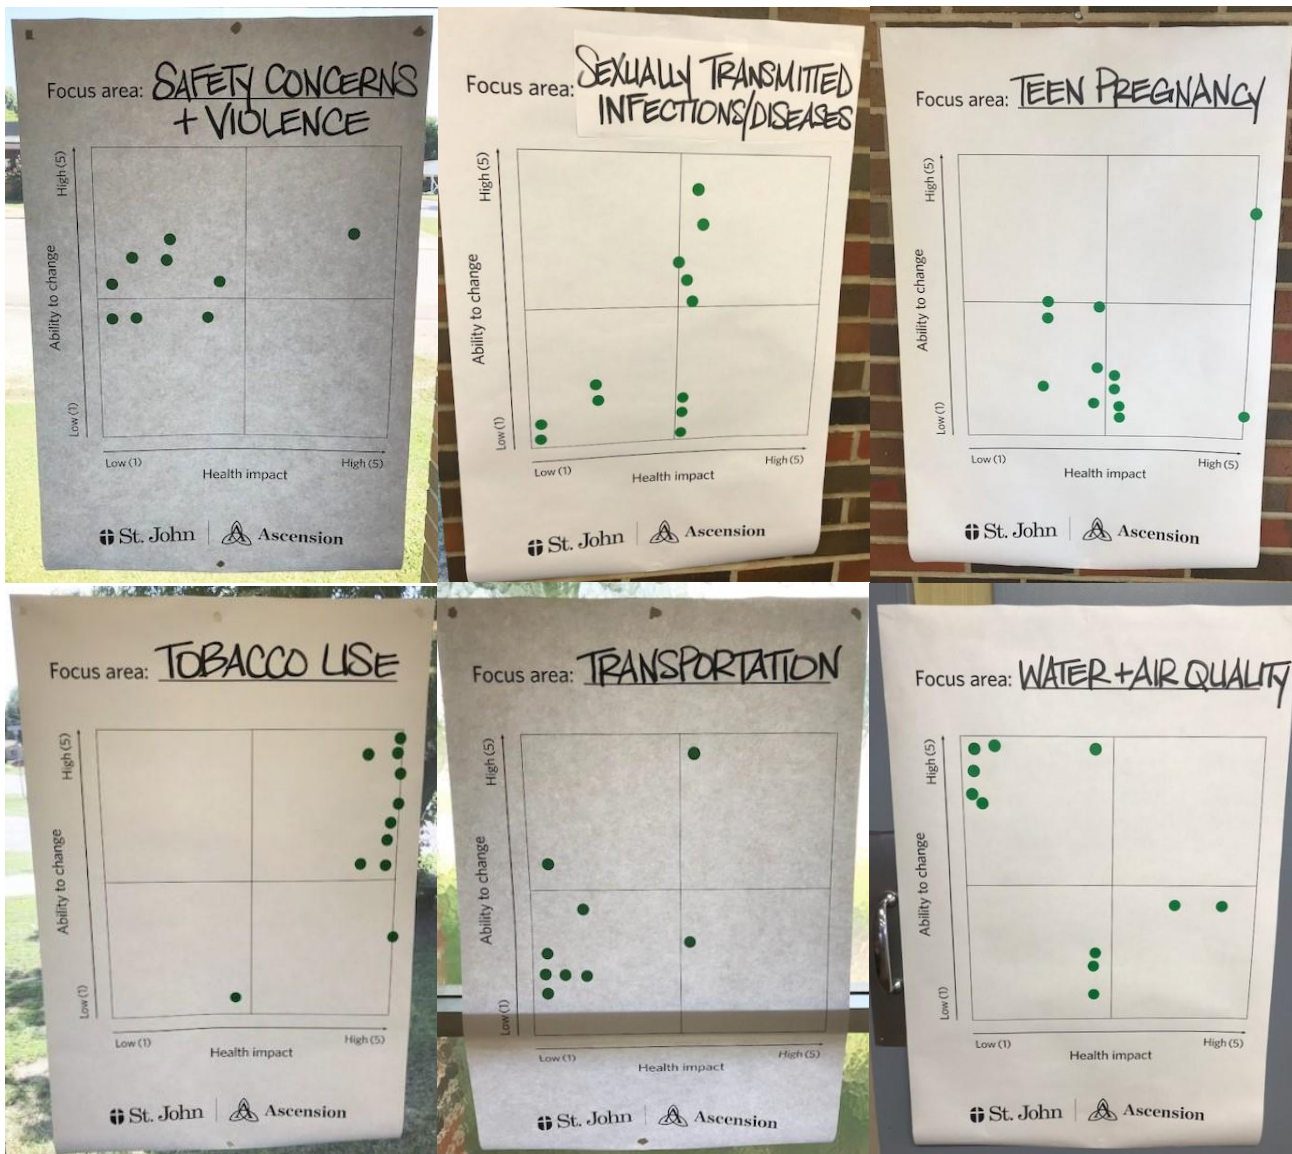 Focus area: SAFETY CONCERNS
+ VIOLENCE
High (5)
Ability to change
Low (1)
Low (1)
High (5)
Health impact
St. John
Ascension
Focus area: SEXUALLY TRANSMITTED
INFECTIONS/DISEASES
High (5)
Ability to change
Low (1)
Low (1)
High (5)
Health impact
St. John
Ascension
Focus area: TEEN PREGNANCY
High (5)
Ability to change
Low (1)
Low (1)
High (5)
Health impact
St. John
Ascension
Focus area: TOBACCO USE
High (5)
Ability to change
Low (1)
Low (1)
High (5)
Health impact
St. John
Ascension
Focus area: TRANSPORTATION
High (5)
Ability to change
Low (1)
Low (1)
High (5)
Health impact
St. John
Ascension
Focus area: WATER + AIR QUALITY
High (5)
Ability to change
Low (1)
Low (1)
High (5)
Health impact
St. John
Ascension